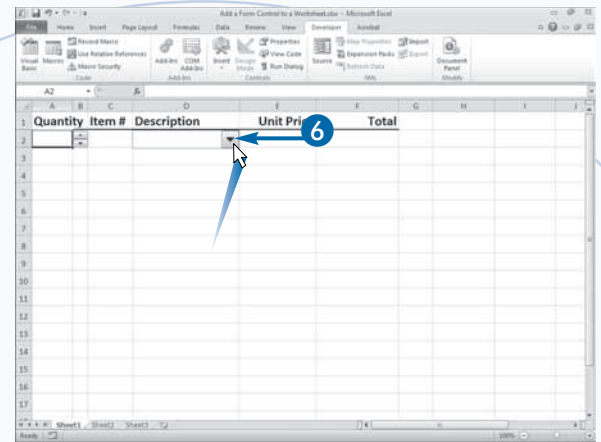 Add a Form Control to a Worksheet.xlsx - Microsoft Excel
File Home Insert Page Layout Formulas Data Review View Developer Acrobat
Visual Basic
Macros
Record Macro
Use Relative References
Macro Security
Code
Add-Ins
COM Add-Ins
Add-Ins
Insert
Design Mode
Properties
View Code
Run Dialog
Controls
Source
Map Properties
Expansion Packs
Refresh Data
Import
Export
XML
Document Panel
Modify
A2 fx
A B C D E F G H I J
1 Quantity Item # Description Unit Pri Total
2 6
3
4
5
6
7
8
9
10
11
12
13
14
15
16
17
Sheet1 Sheet2 Sheet3
Ready 100%